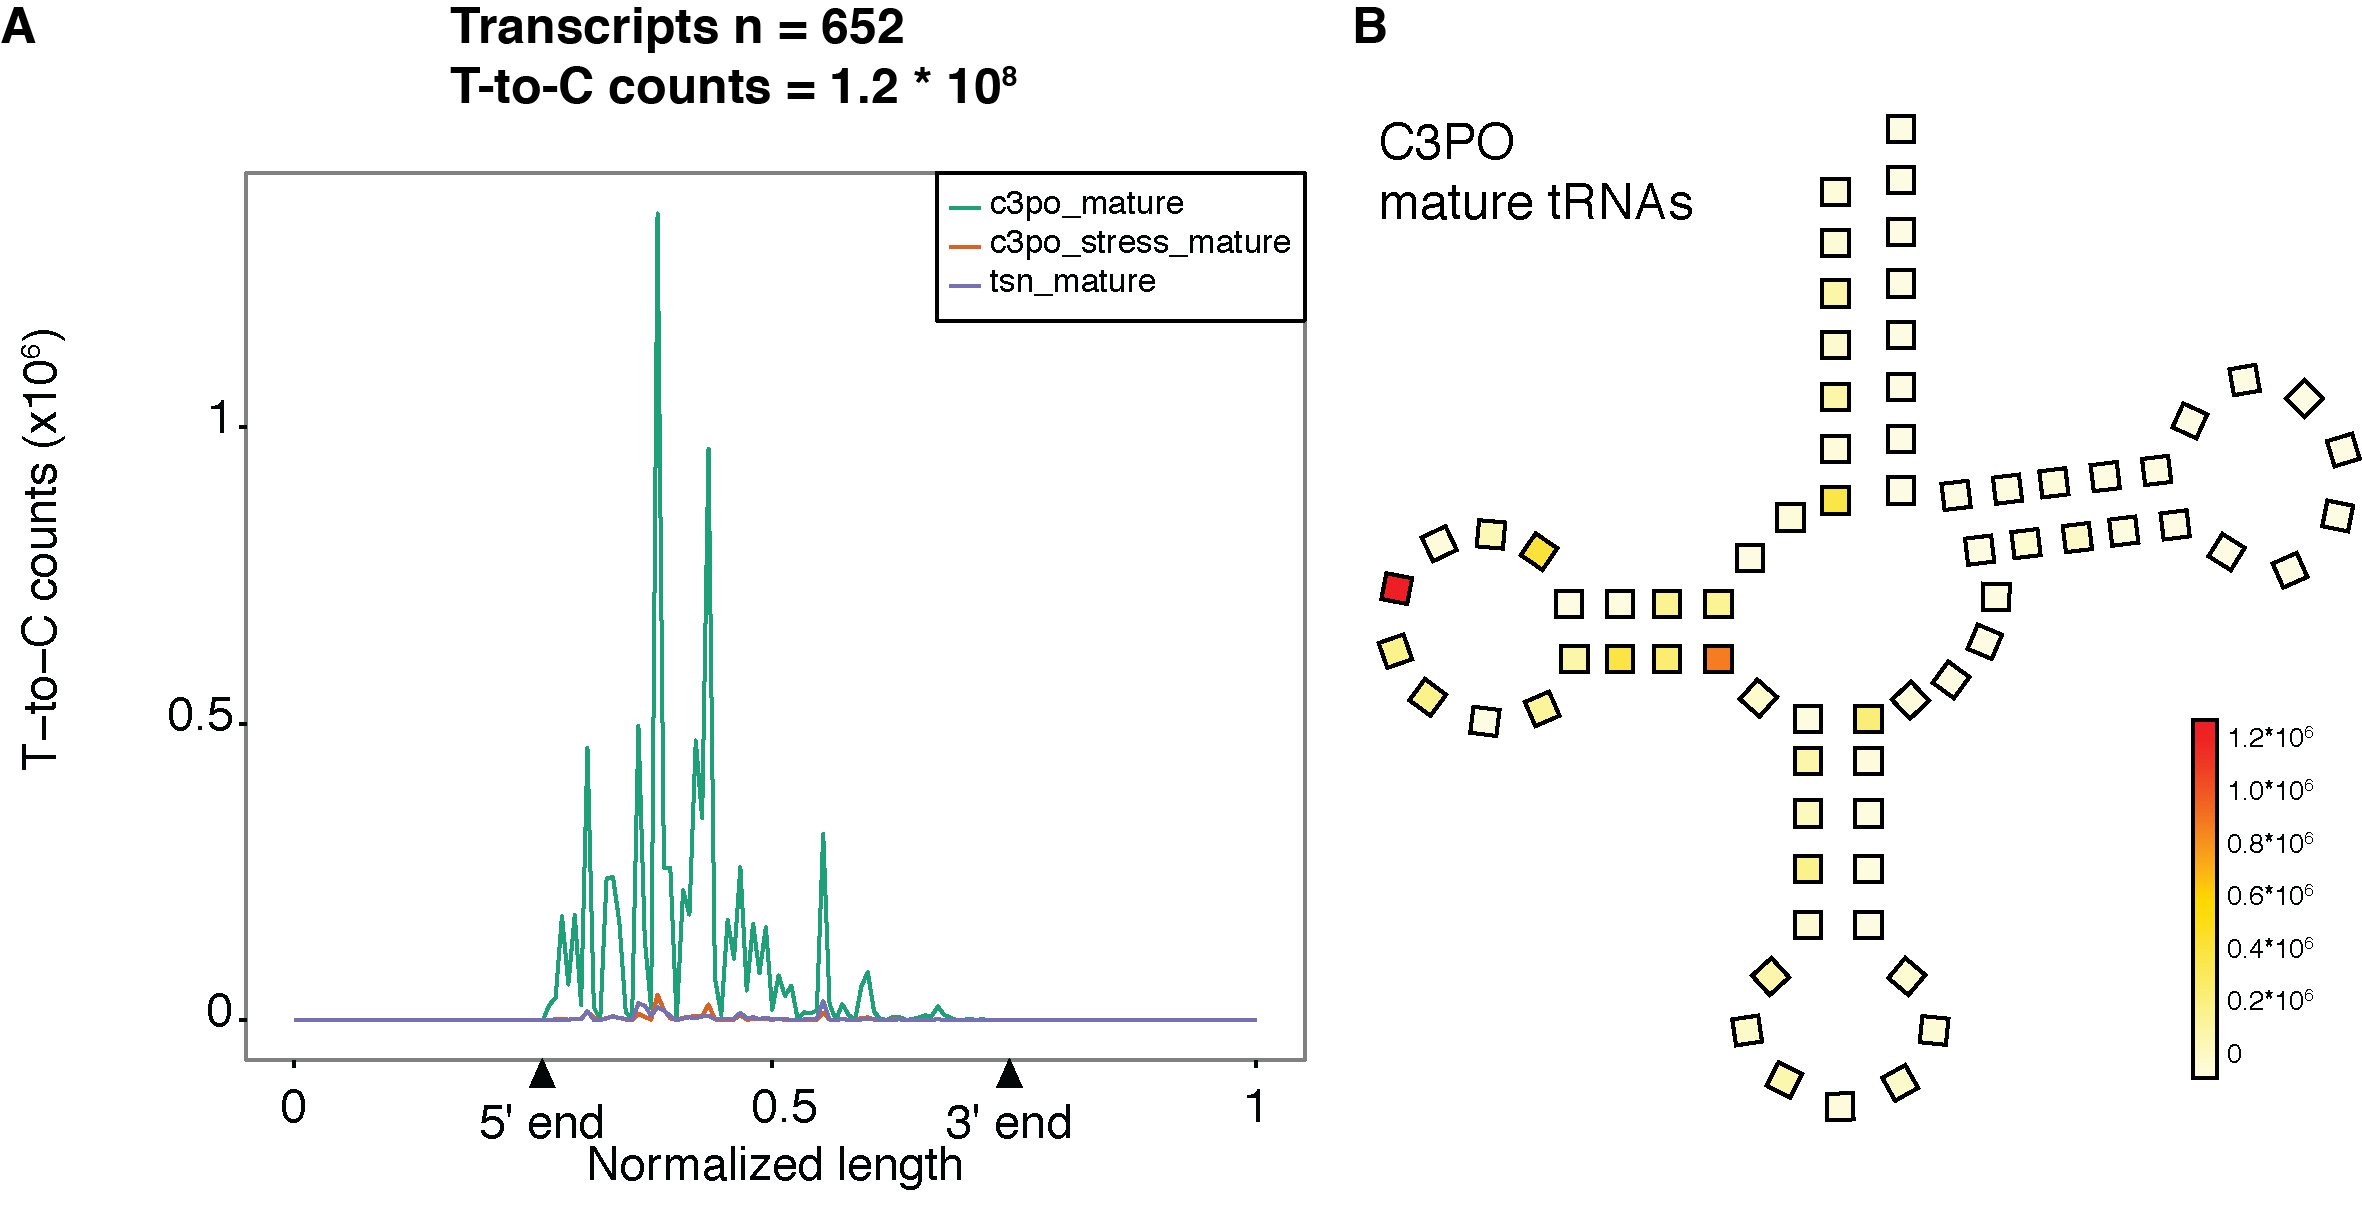 A
Transcripts n = 652
T-to-C counts = 1.2 * 10⁸
T−to−C counts (x10⁶)
1
0.5
0
c3po_mature
c3po_stress_mature
tsn_mature
0
0.5
1
5' end
3' end
Normalized length
B
C3PO
mature tRNAs
1.2*10⁶
1.0*10⁶
0.8*10⁶
0.6*10⁶
0.4*10⁶
0.2*10⁶
0